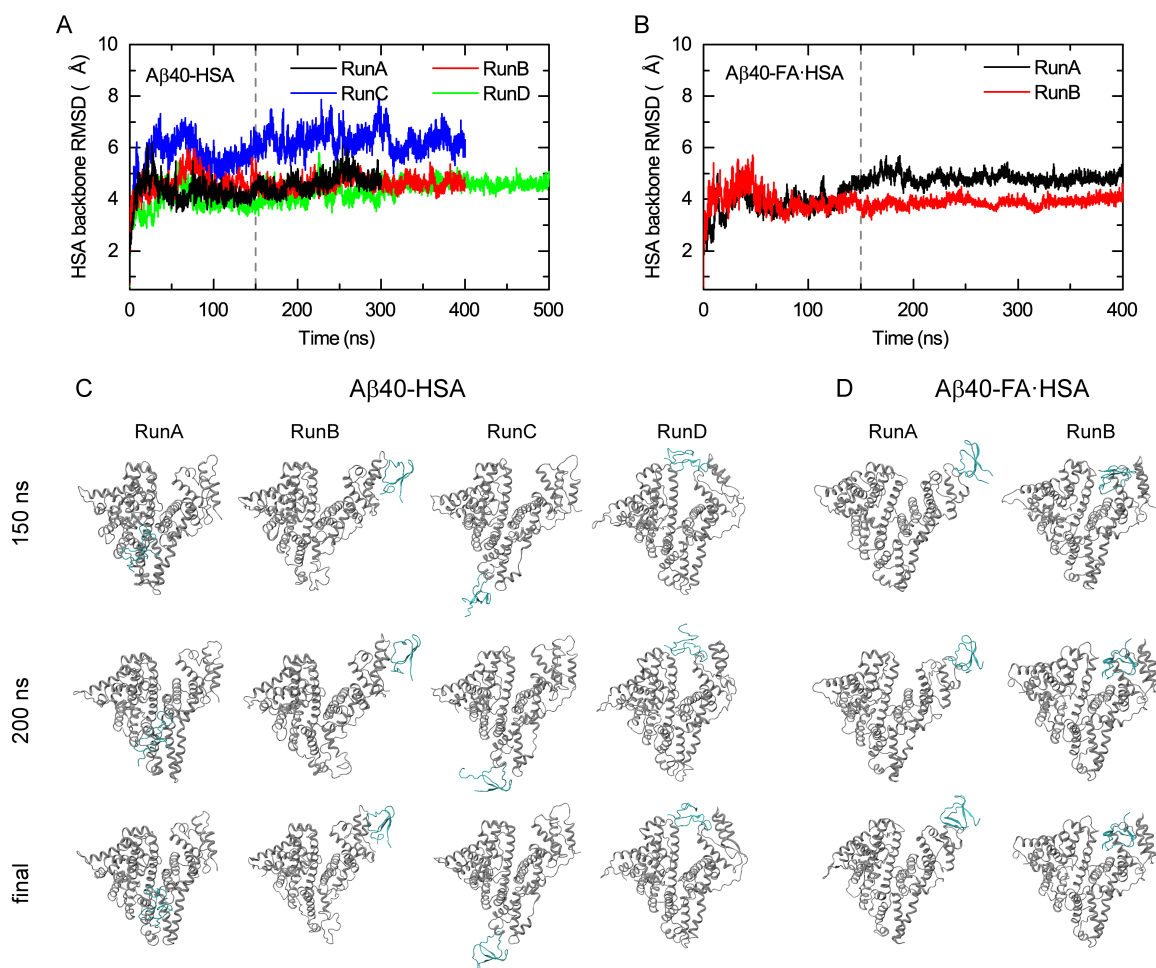 A
B
HSA backbone RMSD ( Å)
10
8
6
4
2
Aβ40-HSA
RunA
RunB
RunC
RunD
0 100 200 300 400 500
Time (ns)
HSA backbone RMSD ( Å)
10
8
6
4
2
Aβ40-FA·HSA
RunA
RunB
0 100 200 300 400
Time (ns)
C Aβ40-HSA
D Aβ40-FA·HSA
RunA RunB RunC RunD RunA RunB
150 ns
200 ns
final